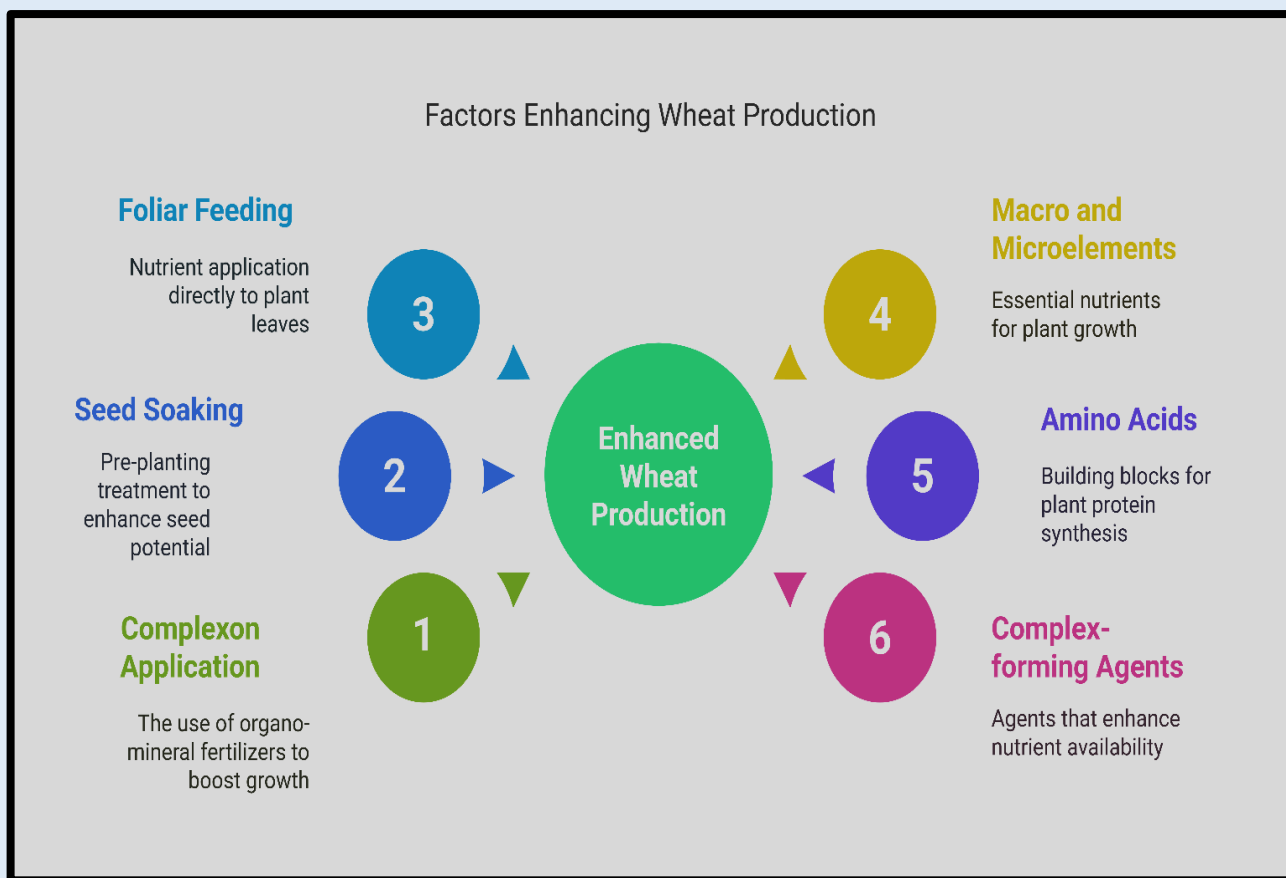 Factors Enhancing Wheat Production
Foliar Feeding
Nutrient application
directly to plant
leaves
3
Seed Soaking
Pre-planting
treatment to
enhance seed
potential
2
Complexon
Application
The use of organo-
mineral fertilizers to
boost growth
1
Enhanced
Wheat
Production
4
Macro and
Microelements
Essential nutrients
for plant growth
5
Amino Acids
Building blocks for
plant protein
synthesis
6
Complex-
forming Agents
Agents that enhance
nutrient availability